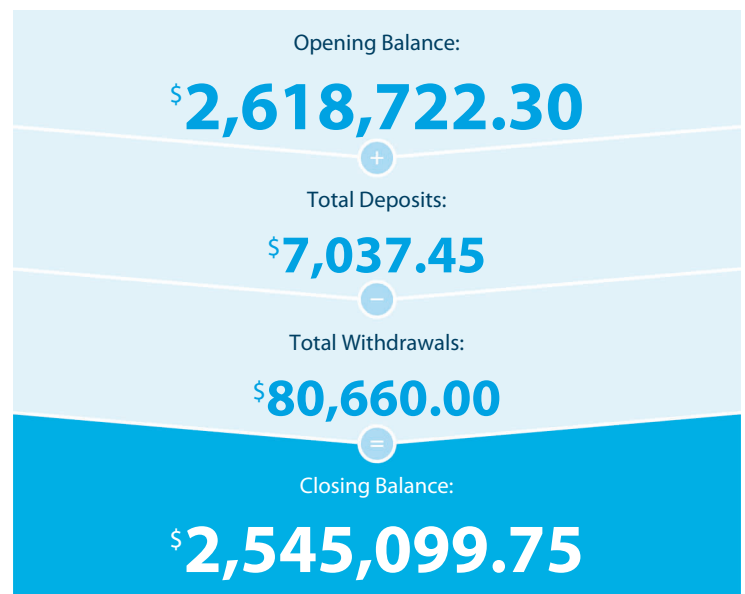 Opening Balance:
$2,618,722.30
+
Total Deposits:
$7,037.45
−
Total Withdrawals:
$80,660.00
=
Closing Balance:
$2,545,099.75